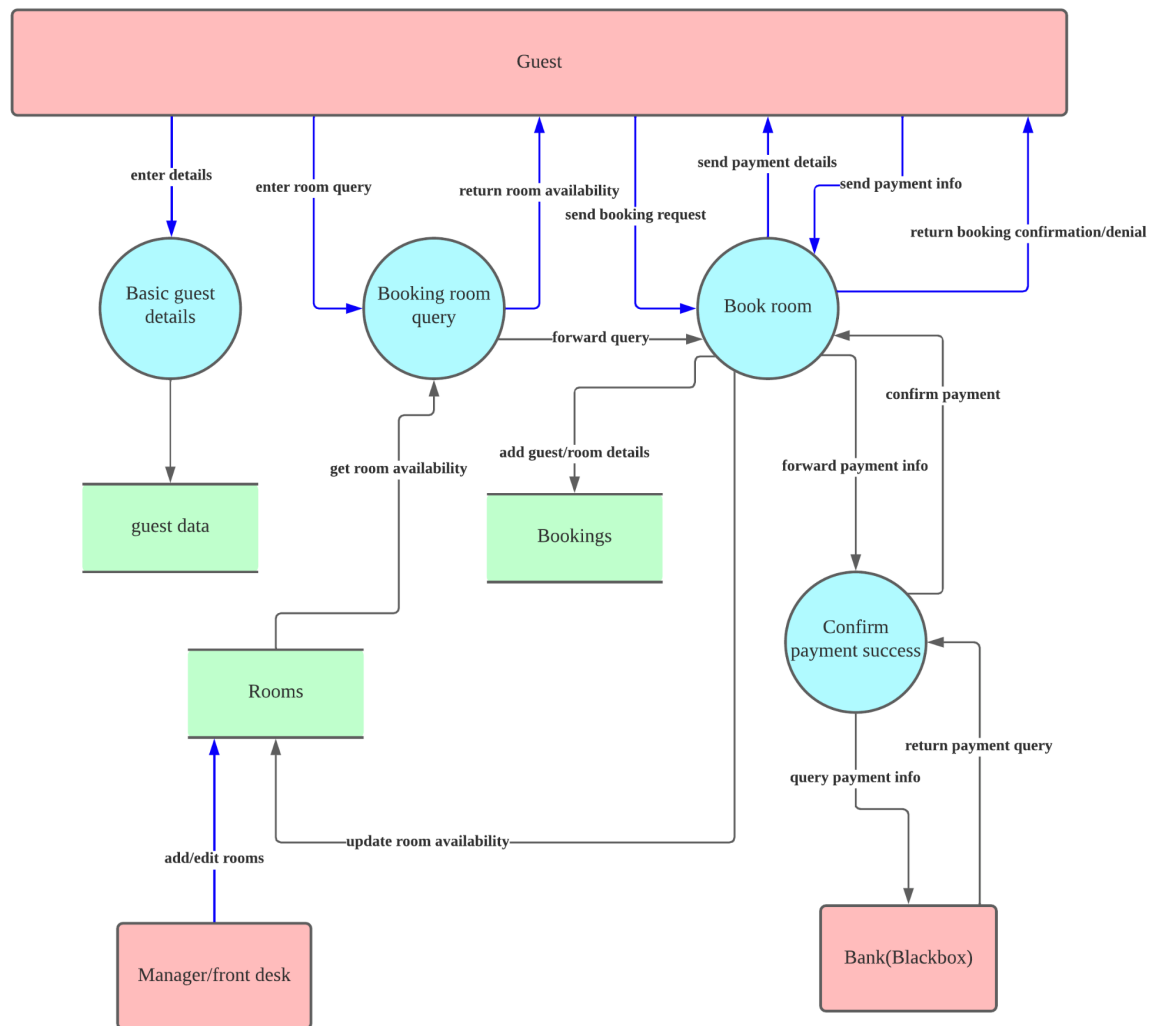 Guest
enter details
enter room query
return room availability
send booking request
send payment details
send payment info
return booking confirmation/denial
Basic guest
details
Booking room
query
Book room
forward query
confirm payment
add guest/room details
forward payment info
get room availability
guest data
Bookings
Confirm
payment success
Rooms
return payment query
query payment info
update room availability
add/edit rooms
Manager/front desk
Bank(Blackbox)